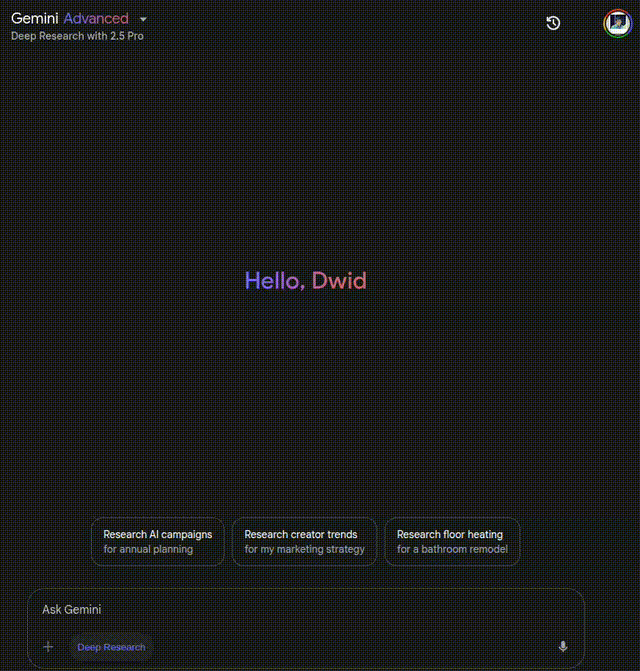 Gemini Advanced
Deep Research with 2.5 Pro
Hello, Dwid
Research AI campaigns
for annual planning
Research creator trends
for my marketing strategy
Research floor heating
for a bathroom remodel
Ask Gemini
Deep Research